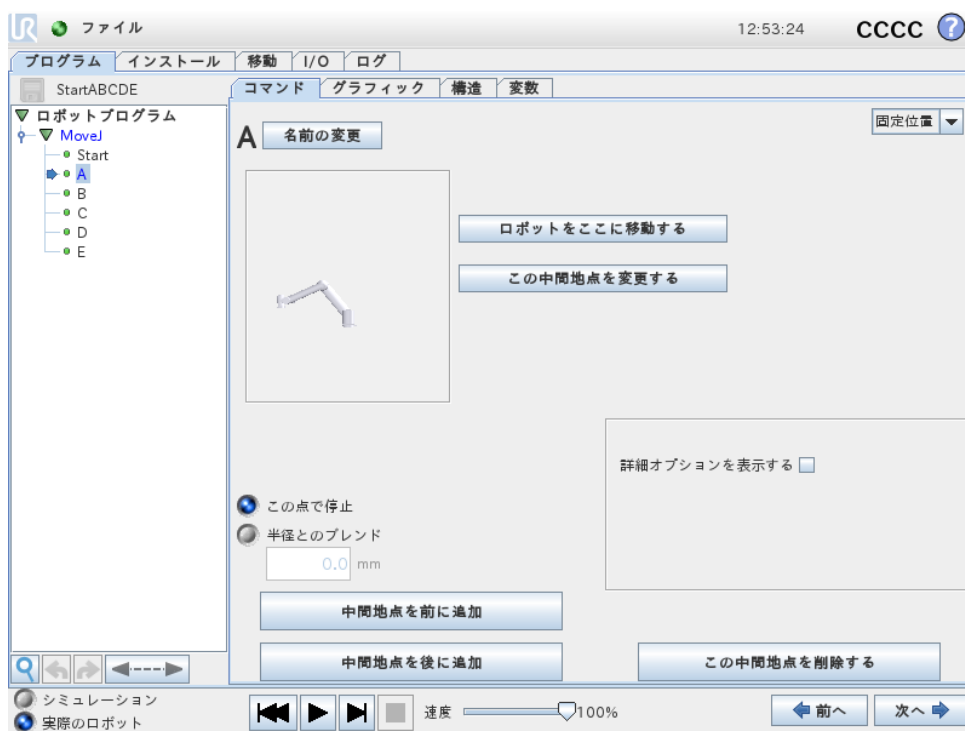 UR ファイル 12:53:24 CCCC ?
プログラム インストール 移動 I/O ログ
StartABCDE
コマンド グラフィック 構造 変数
ロボットプログラム
MoveJ
Start
A
B
C
D
E
A 名前の変更
固定位置
ロボットをここに移動する
この中間地点を変更する
詳細オプションを表示する
この点で停止
半径とのブレンド
0.0 mm
中間地点を前に追加
中間地点を後に追加
この中間地点を削除する
シミュレーション
実際のロボット
速度 100%
前へ 次へ